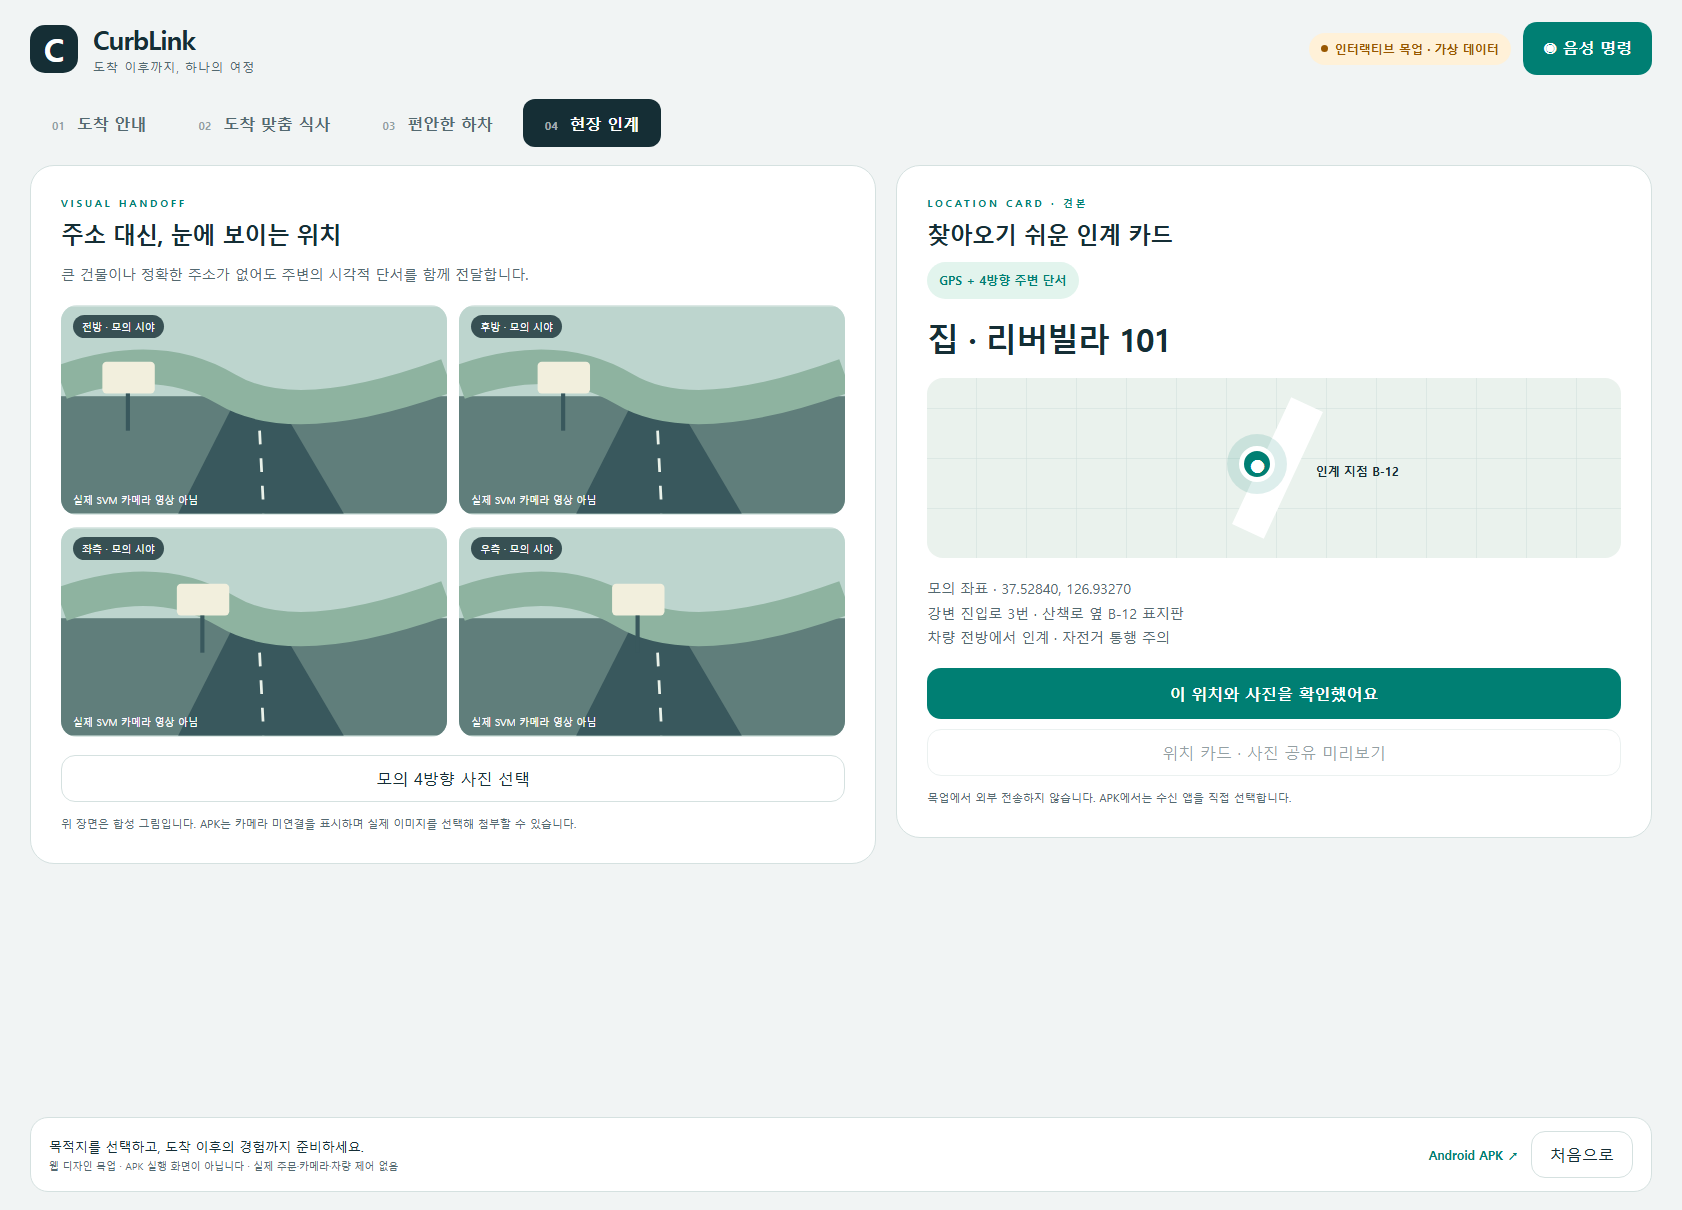 C
CurbLink
도착 이후까지, 하나의 여정
인터랙티브 목업 · 가상 데이터
음성 명령
01 도착 안내
02 도착 맞춤 식사
03 편안한 하차
04 현장 인계
VISUAL HANDOFF
주소 대신, 눈에 보이는 위치
큰 건물이나 정확한 주소가 없어도 주변의 시각적 단서를 함께 전달합니다.
전방 · 모의 시야
실제 SVM 카메라 영상 아님
후방 · 모의 시야
실제 SVM 카메라 영상 아님
좌측 · 모의 시야
실제 SVM 카메라 영상 아님
우측 · 모의 시야
실제 SVM 카메라 영상 아님
모의 4방향 사진 선택
위 장면은 합성 그림입니다. APK는 카메라 미연결을 표시하며 실제 이미지를 선택해 첨부할 수 있습니다.
LOCATION CARD · 견본
찾아오기 쉬운 인계 카드
GPS + 4방향 주변 단서
집 · 리버빌라 101
인계 지점 B-12
모의 좌표 · 37.52840, 126.93270
강변 진입로 3번 · 산책로 옆 B-12 표지판
차량 전방에서 인계 · 자전거 통행 주의
이 위치와 사진을 확인했어요
위치 카드 · 사진 공유 미리보기
목업에서 외부 전송하지 않습니다. APK에서는 수신 앱을 직접 선택합니다.
목적지를 선택하고, 도착 이후의 경험까지 준비하세요.
웹 디자인 목업 · APK 실행 화면이 아닙니다 · 실제 주문·카메라·차량 제어 없음
Android APK ↗
처음으로